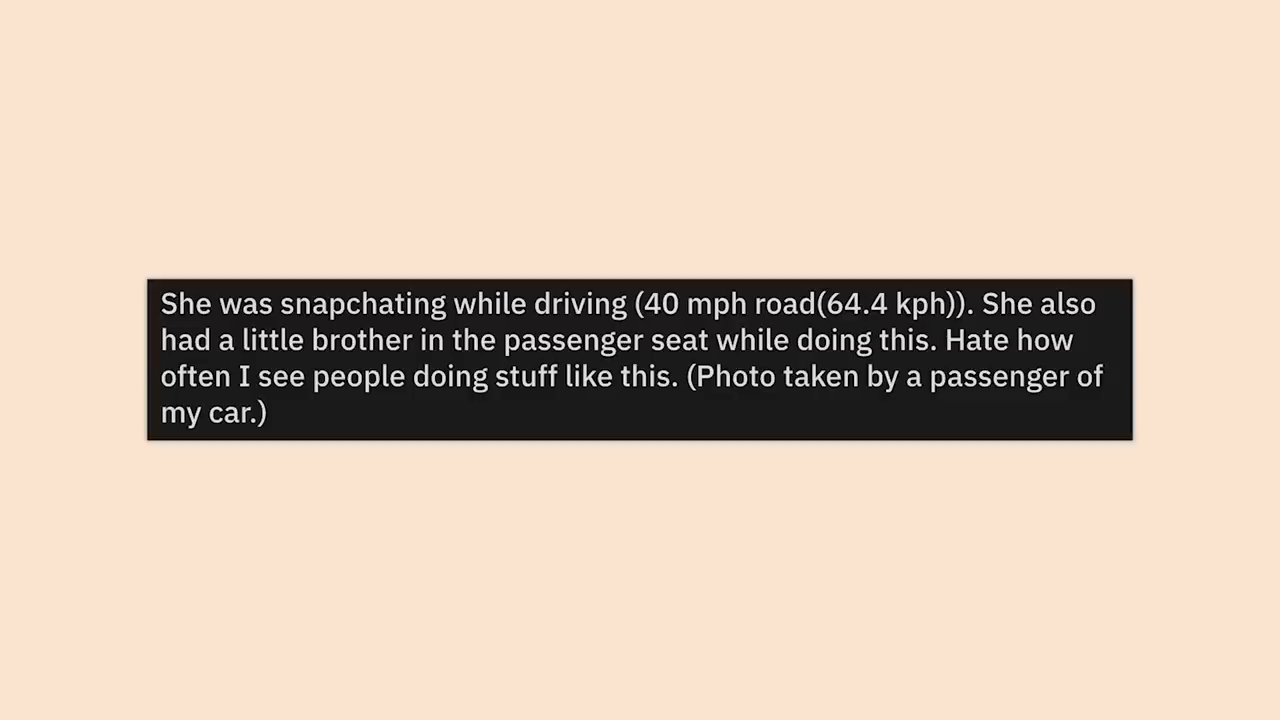 She was snapchating while driving (40 mph road(64.4 kph)). She also
had a little brother in the passenger seat while doing this. Hate how
often I see people doing stuff like this. (Photo taken by a passenger of
my car.)